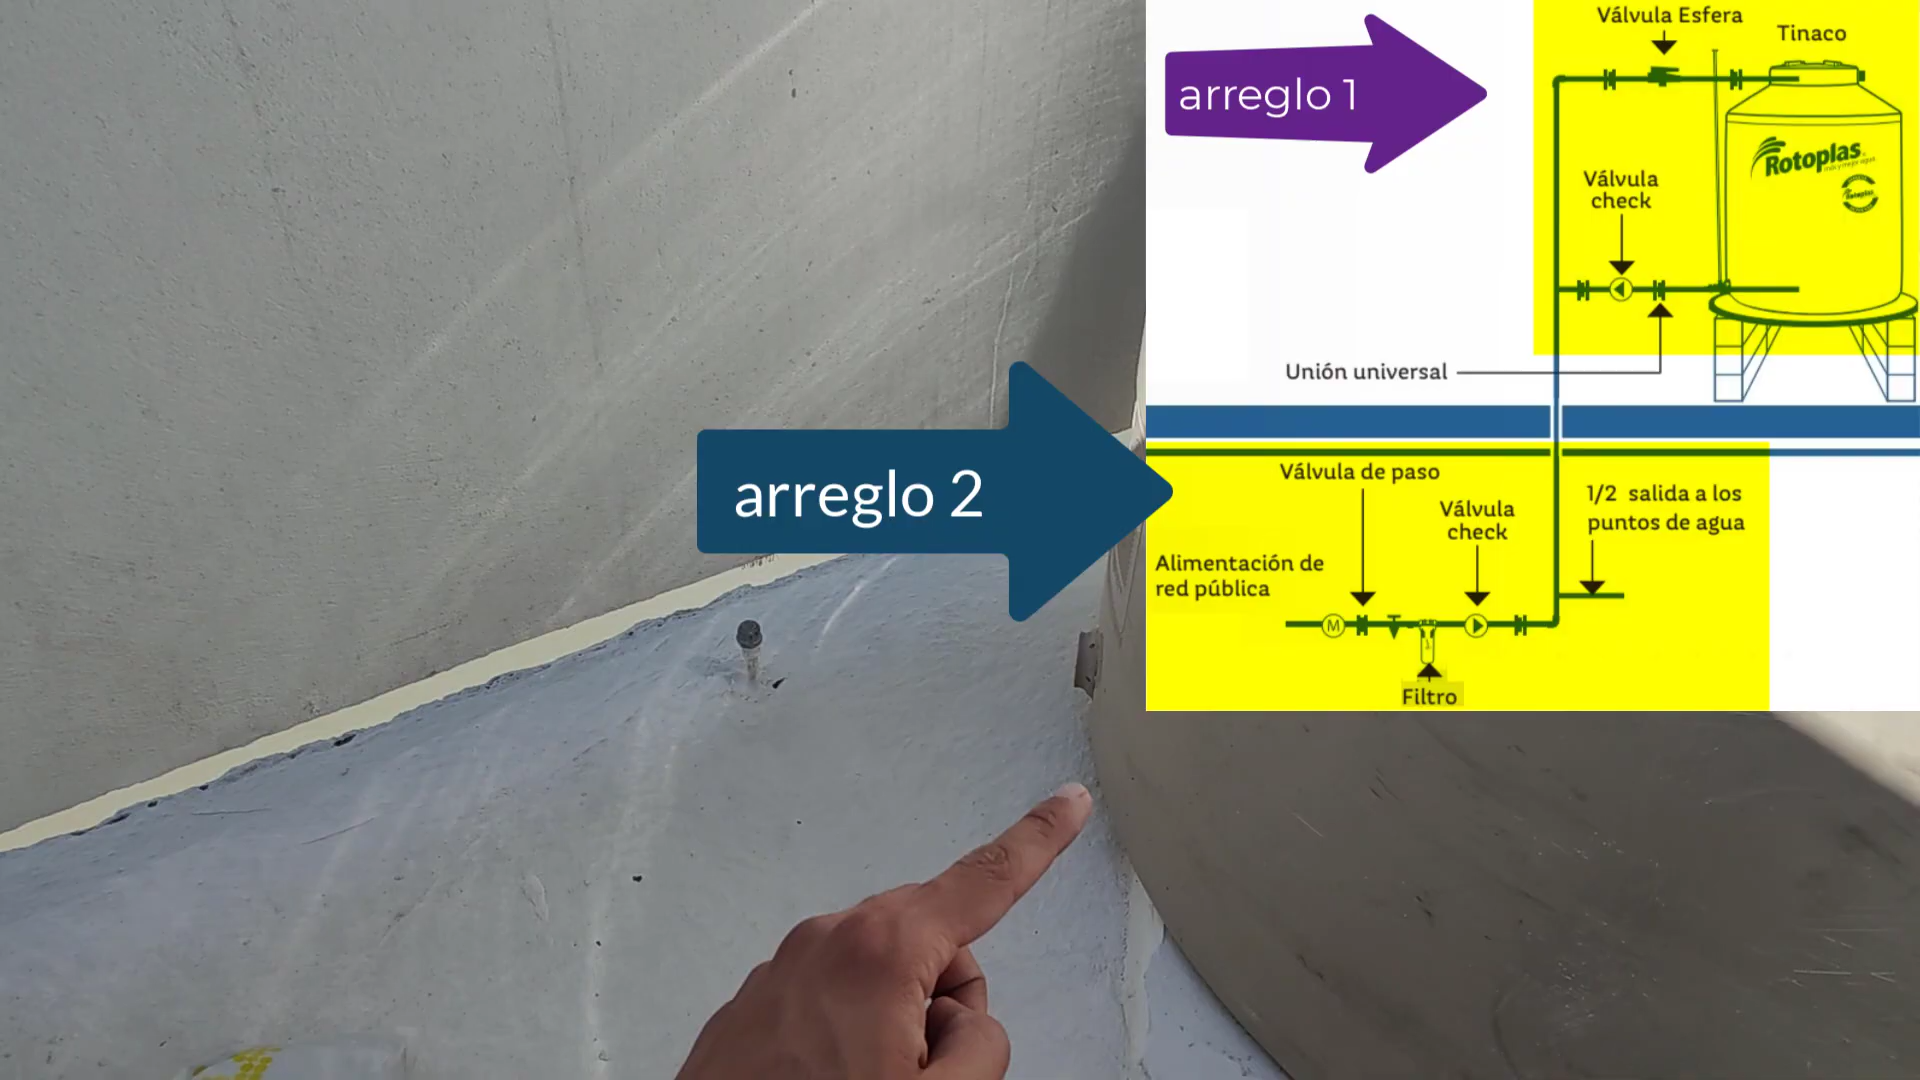 arreglo 1
Válvula Esfera
Tinaco
Rotoplas
Válvula
check
Unión universal
arreglo 2
Válvula de paso
Válvula
check
1/2 salida a los
puntos de agua
Alimentación de
red pública
M
Filtro